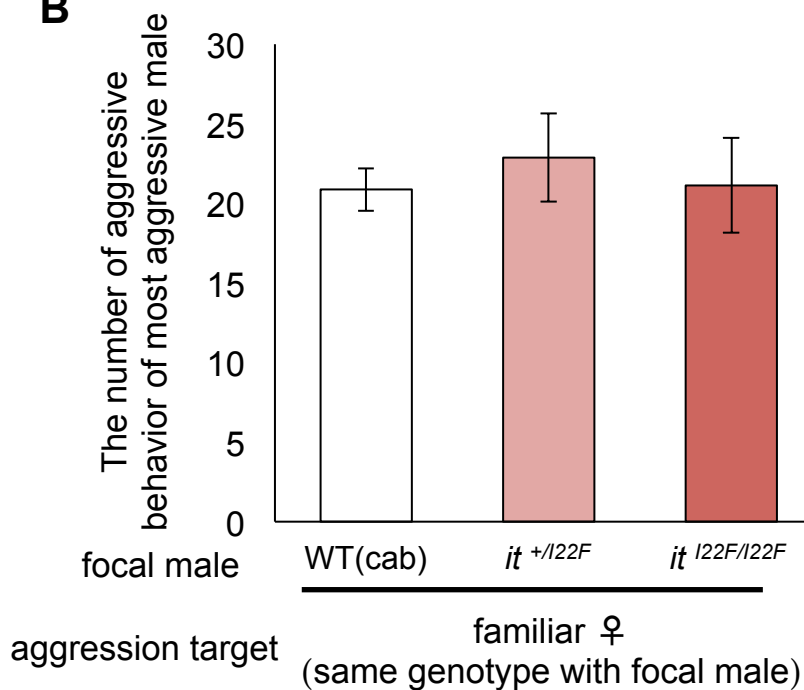 B
The number of aggressive
behavior of most aggressive male
30
25
20
15
10
5
0
focal male WT(cab) it +/I22F it I22F/I22F
aggression target familiar ♀
(same genotype with focal male)